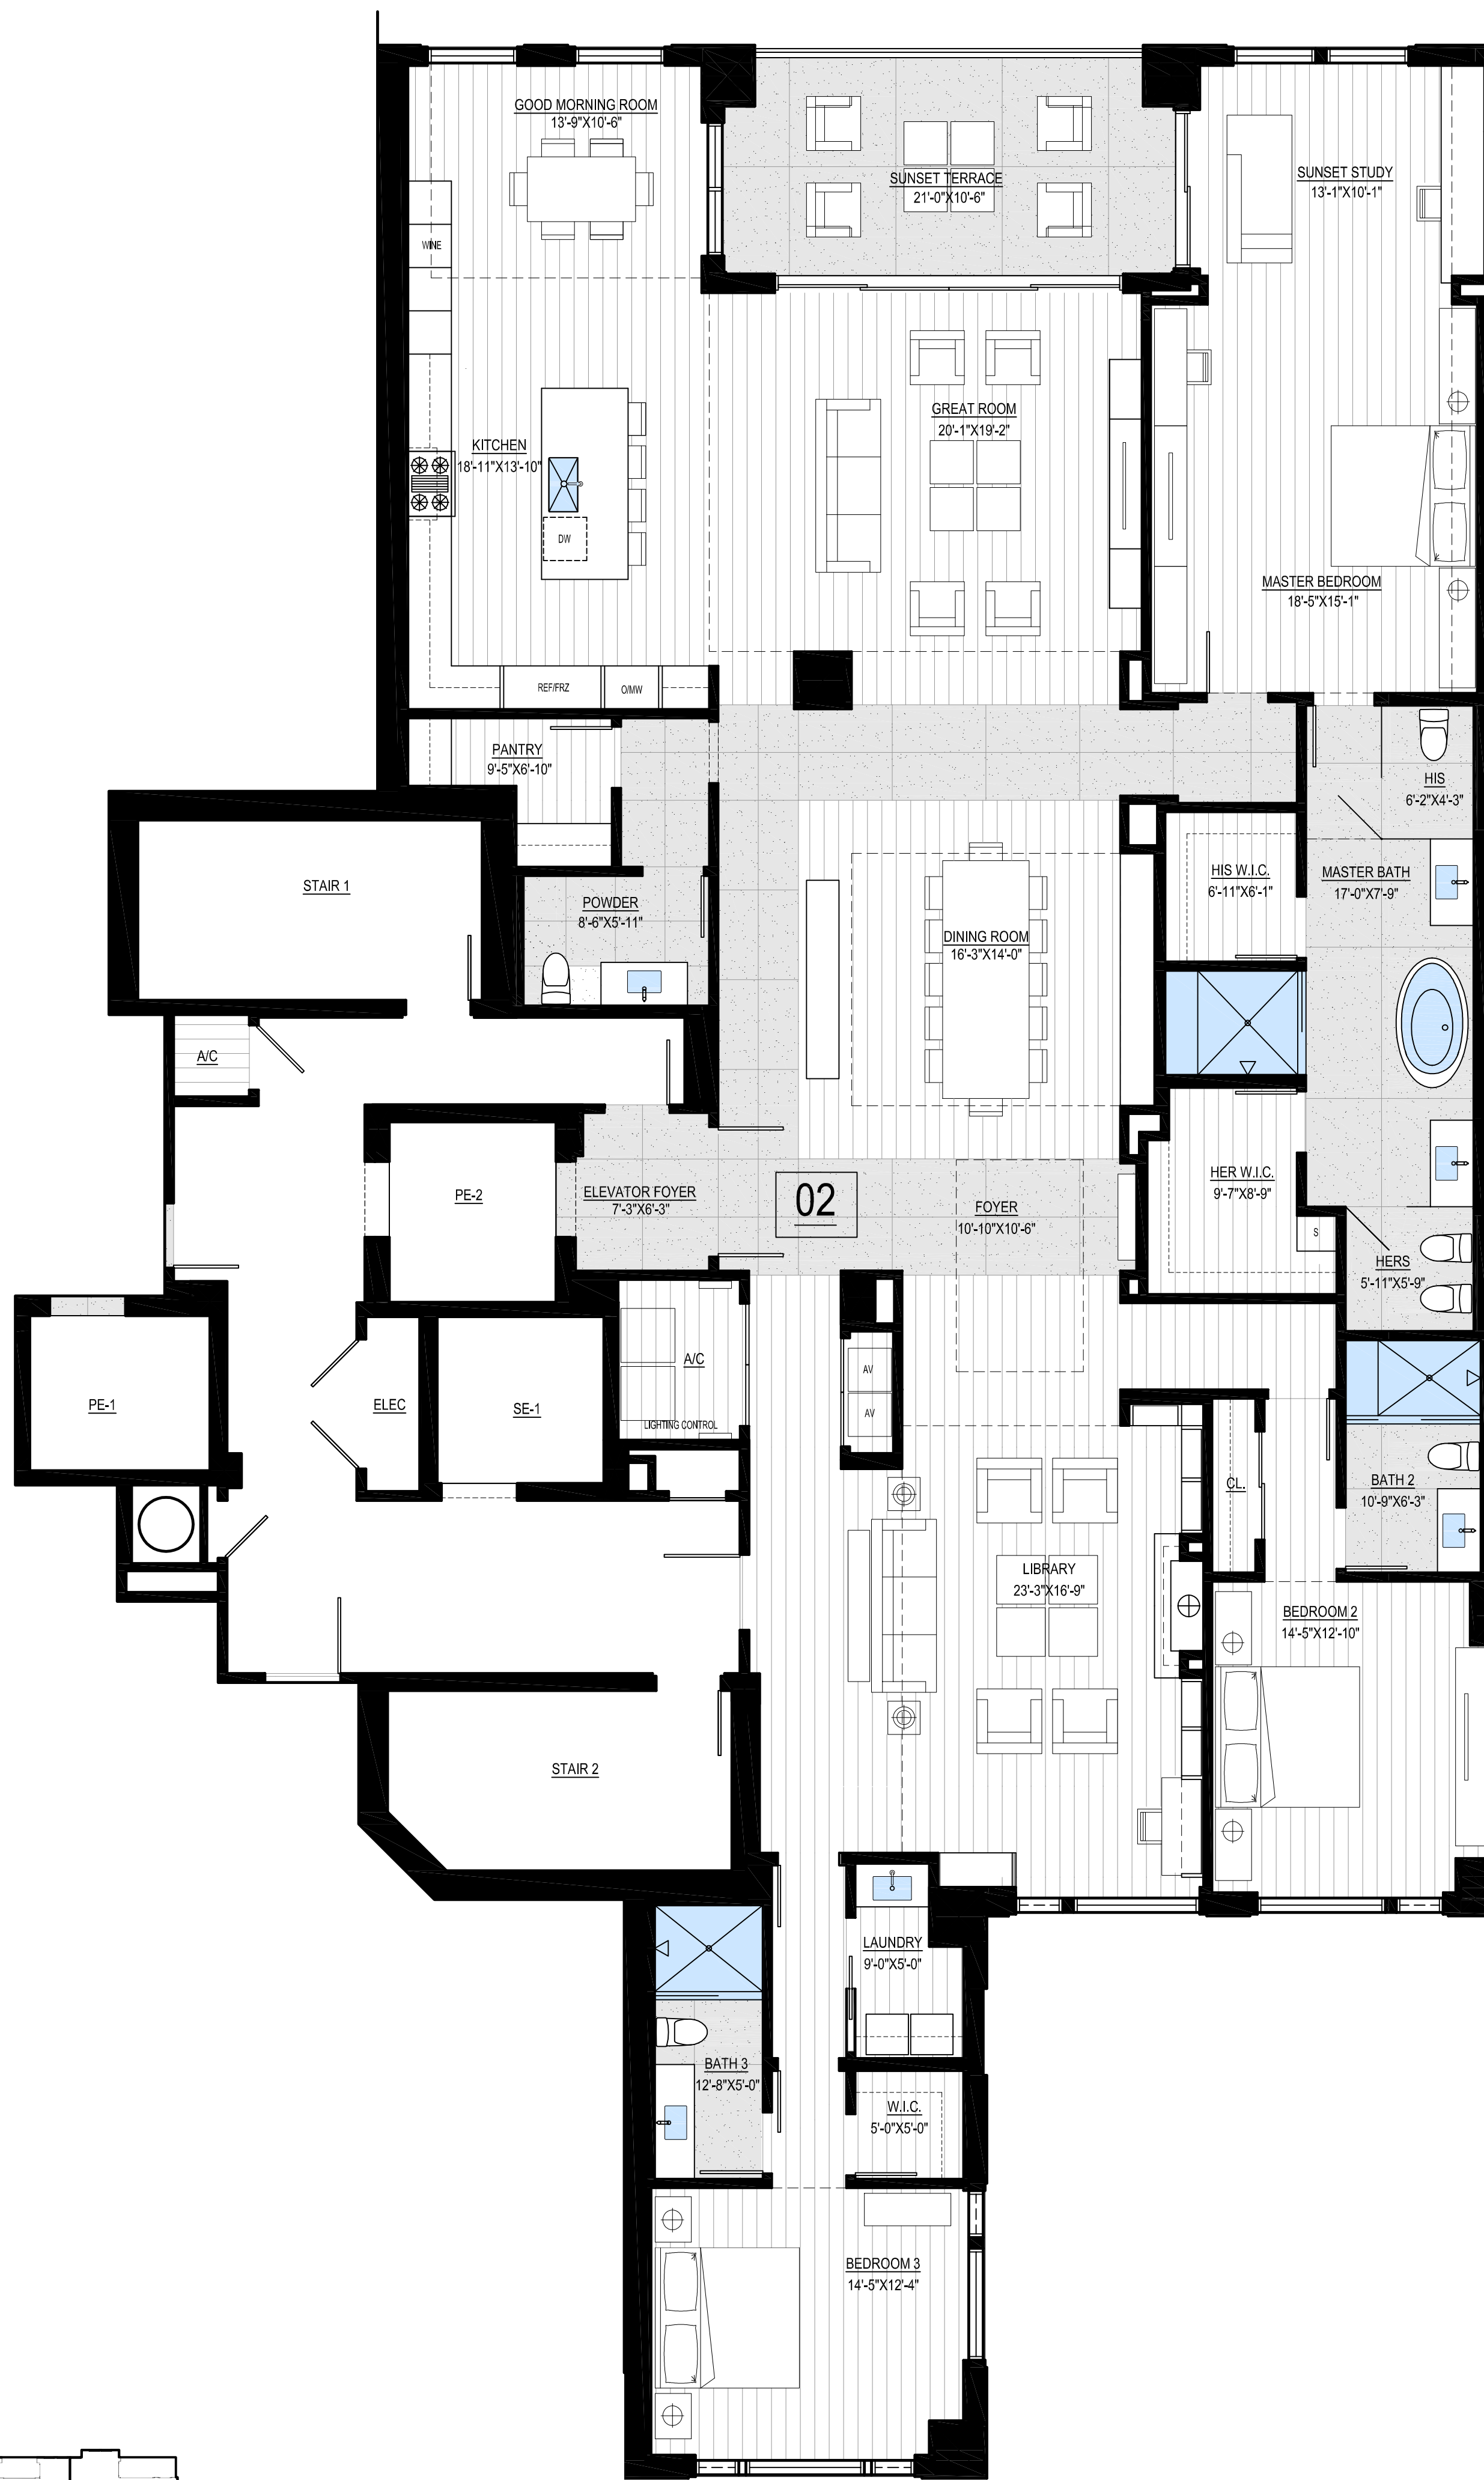 GOOD MORNING ROOM
13'-9"X10'-6"
SUNSET TERRACE
21'-0"X10'-6"
SUNSET STUDY
13'-1"X10'-1"
WINE
GREAT ROOM
20'-1"X19'-2"
KITCHEN
18'-11"X13'-10"
DW
MASTER BEDROOM
18'-5"X15'-1"
REF/FRZ
O/MW
PANTRY
9'-5"X6'-10"
HIS
6'-2"X4'-3"
STAIR 1
POWDER
8'-6"X5'-11"
HIS W.I.C.
6'-11"X6'-1"
MASTER BATH
17'-0"X7'-9"
DINING ROOM
16'-3"X14'-0"
A/C
PE-2
ELEVATOR FOYER
7'-3"X6'-3"
02
FOYER
10'-10"X10'-6"
HER W.I.C.
9'-7"X8'-9"
S
HERS
5'-11"X5'-9"
PE-1
ELEC
SE-1
A/C
LIGHTING CONTROL
AV
AV
CL.
BATH 2
10'-9"X6'-3"
LIBRARY
23'-3"X16'-9"
BEDROOM 2
14'-5"X12'-10"
STAIR 2
LAUNDRY
9'-0"X5'-0"
BATH 3
12'-8"X5'-0"
W.I.C.
5'-0"X5'-0"
BEDROOM 3
14'-5"X12'-4"